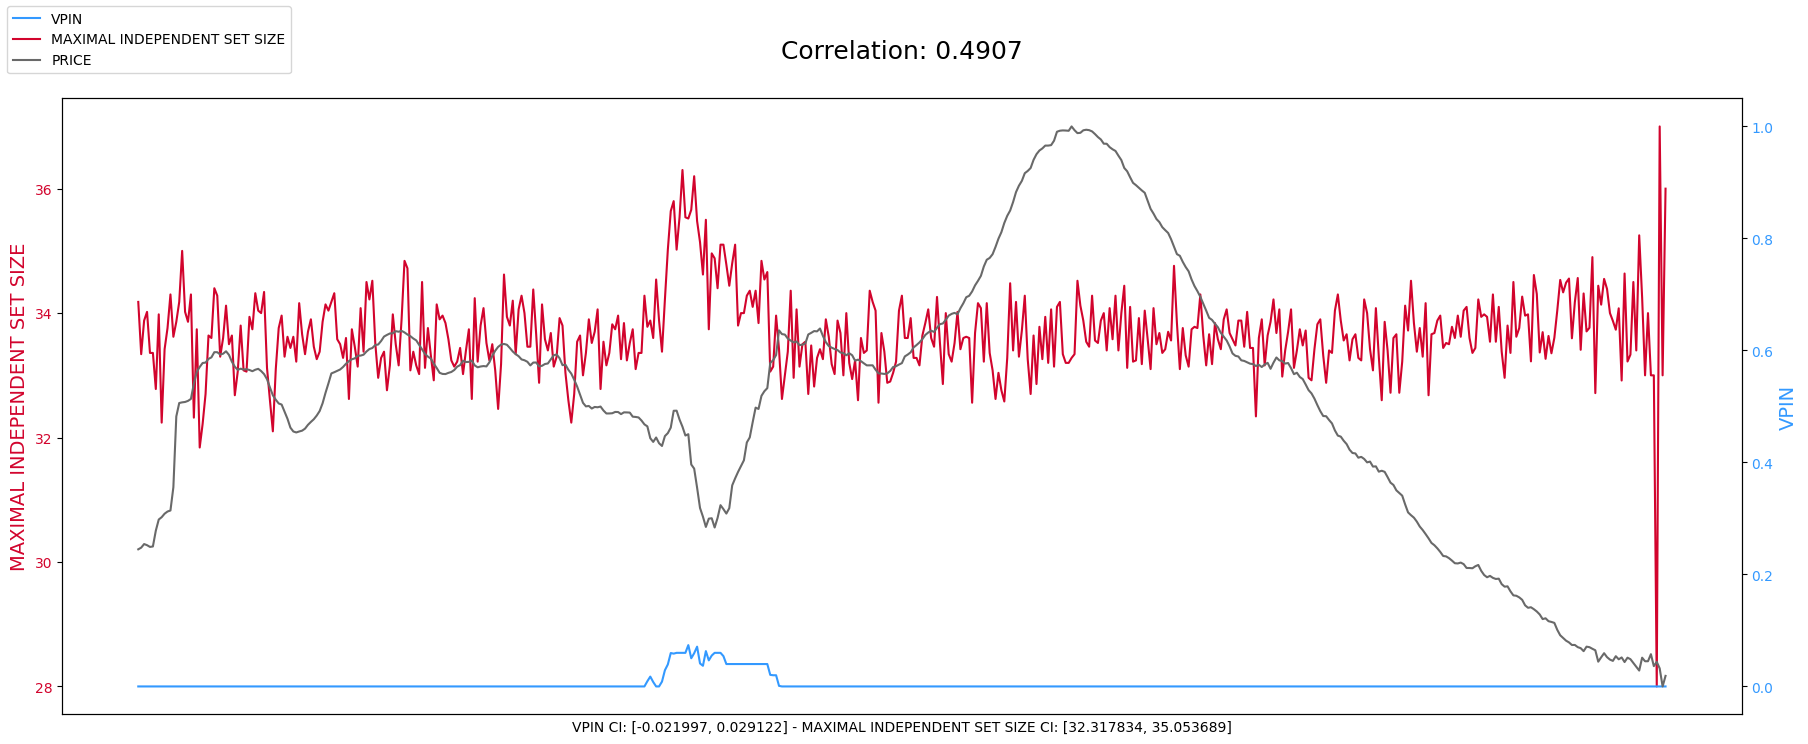 VPIN
MAXIMAL INDEPENDENT SET SIZE
PRICE
Correlation: 0.4907
MAXIMAL INDEPENDENT SET SIZE
36
34
32
30
28
1.0
0.8
0.6
0.4
0.2
0.0
VPIN
VPIN CI: [-0.021997, 0.029122] - MAXIMAL INDEPENDENT SET SIZE CI: [32.317834, 35.053689]